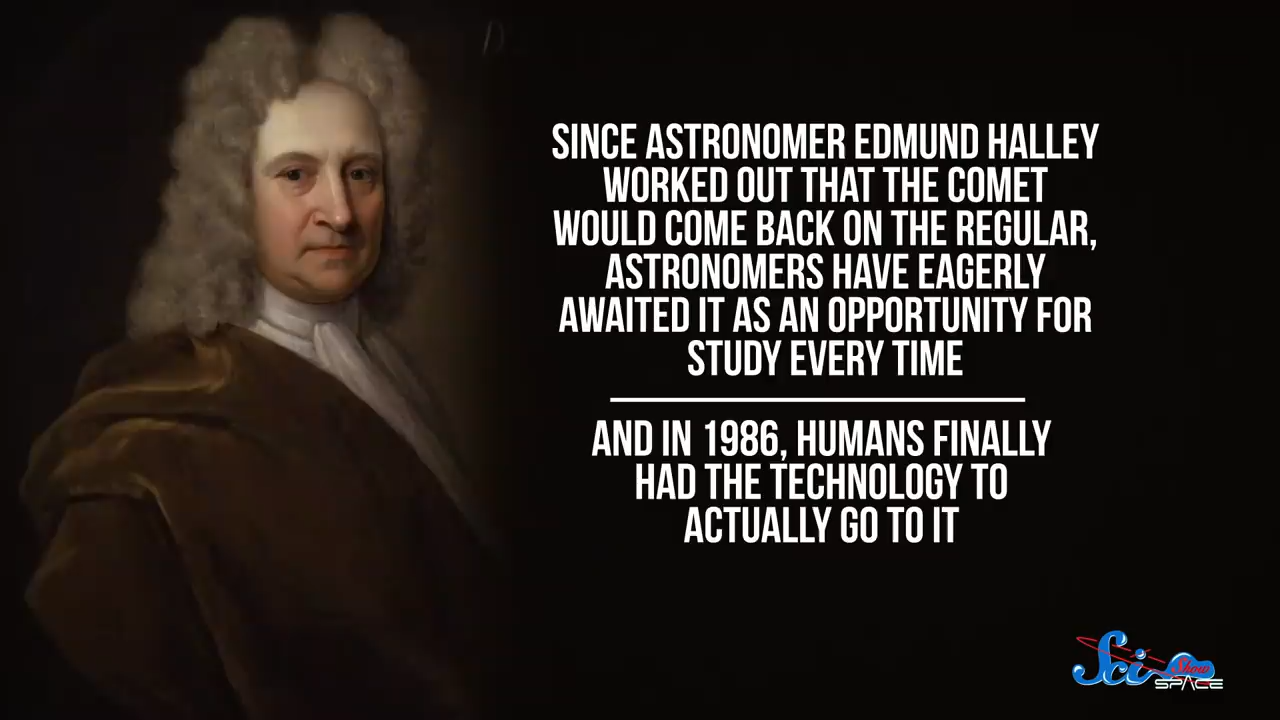 SINCE ASTRONOMER EDMUND HALLEY
WORKED OUT THAT THE COMET
WOULD COME BACK ON THE REGULAR,
ASTRONOMERS HAVE EAGERLY
AWAITED IT AS AN OPPORTUNITY FOR
STUDY EVERY TIME
AND IN 1986, HUMANS FINALLY
HAD THE TECHNOLOGY TO
ACTUALLY GO TO IT
Sci Show
SPACE